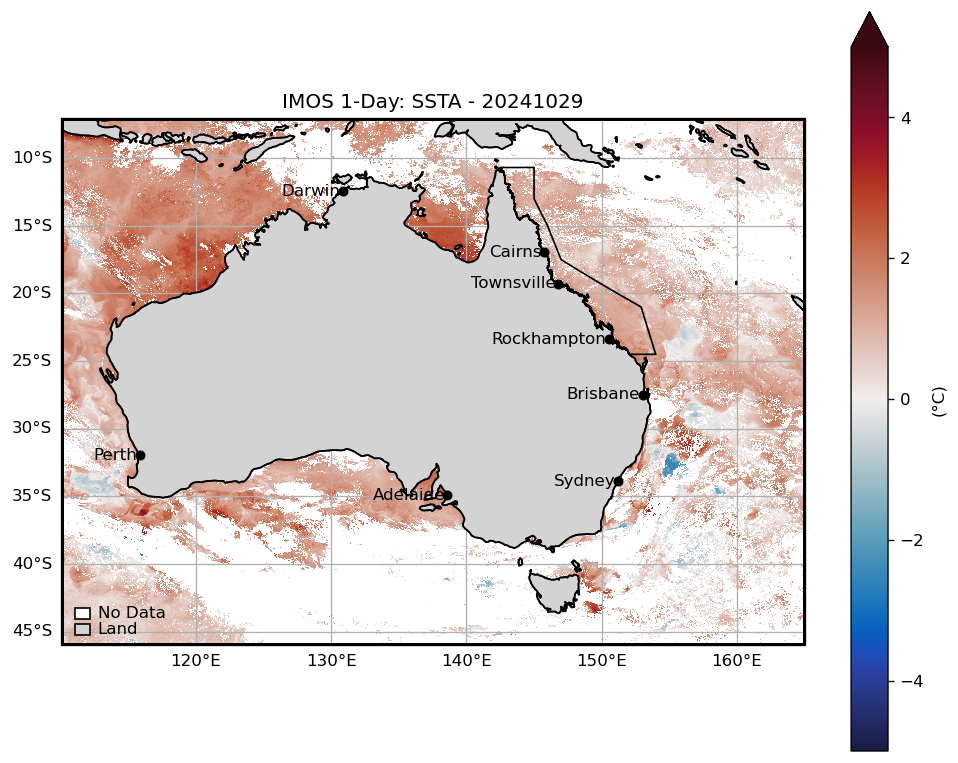 IMOS 1-Day: SSTA - 20241029
10°S
15°S
20°S
25°S
30°S
35°S
40°S
45°S
Darwin
Cairns
Townsville
Rockhampton
Brisbane
Perth
Sydney
Adelaide
No Data
Land
120°E
130°E
140°E
150°E
160°E
4
2
0
−2
−4
(°C)